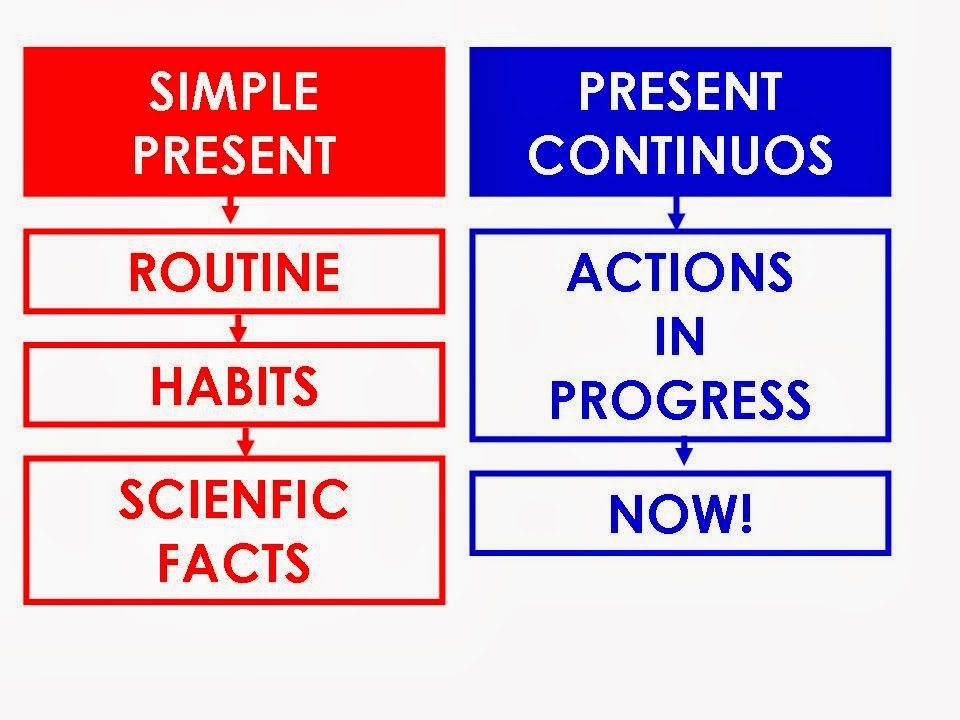 SIMPLE
PRESENT
ROUTINE
HABITS
SCIENFIC
FACTS
PRESENT
CONTINUOS
ACTIONS
IN
PROGRESS
NOW!